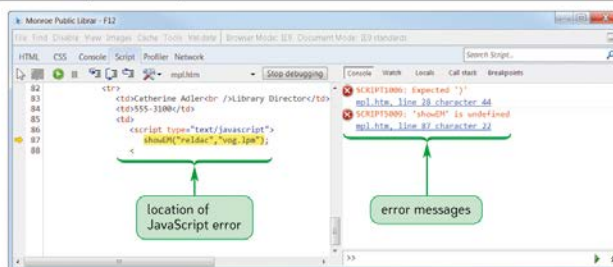 Monroe Public Librar - F12
File Find Disable View Images Cache Tools Validate Browser Mode: IE9 Document Mode: IE9 standards
HTML CSS Console Script Profiler Network
Search Script...
mpl.htm Stop debugging
Console Watch Locals Call stack Breakpoints
82 <tr>
83 <td>Catherine Adler<br />Library Director</td>
84 <td>555-3100</td>
85 <td>
86 <script type="text/javascript">
87 showEM("reldac","vog.lpm");
88 <
SCRIPT1006: Expected ')'
mpl.htm, line 28 character 44
SCRIPT5009: 'showEM' is undefined
mpl.htm, line 87 character 22
location of
JavaScript error
error messages
>>